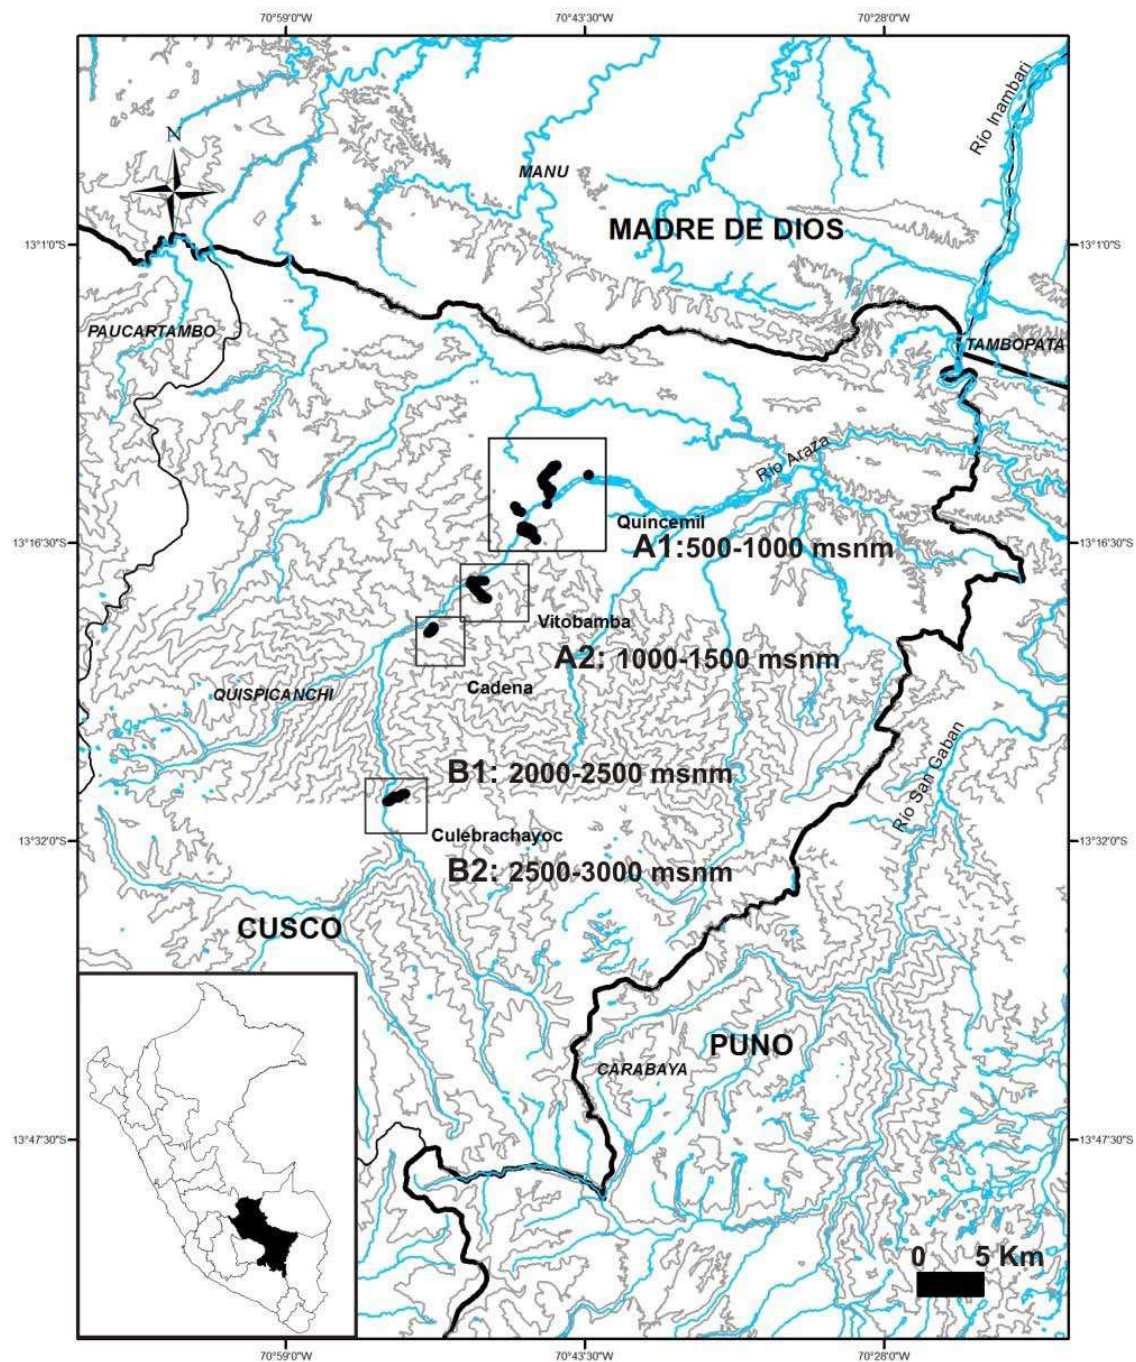 70°59'0"W
70°43'30"W
70°28'0"W
Río Inambari
N
MANU
MADRE DE DIOS
13°1'0"S
13°1'0"S
PAUCARTAMBO
TAMBOPATA
Río Araza
Quincemil
13°16'30"S
A1:500-1000 msnm
13°16'30"S
Vitobamba
A2: 1000-1500 msnm
Cadena
QUISPICANCHI
Río San Gaban
B1: 2000-2500 msnm
13°32'0"S
Culebrachayoc
13°32'0"S
B2: 2500-3000 msnm
CUSCO
PUNO
CARABAYA
13°47'30"S
13°47'30"S
0 5 Km
70°59'0"W
70°43'30"W
70°28'0"W